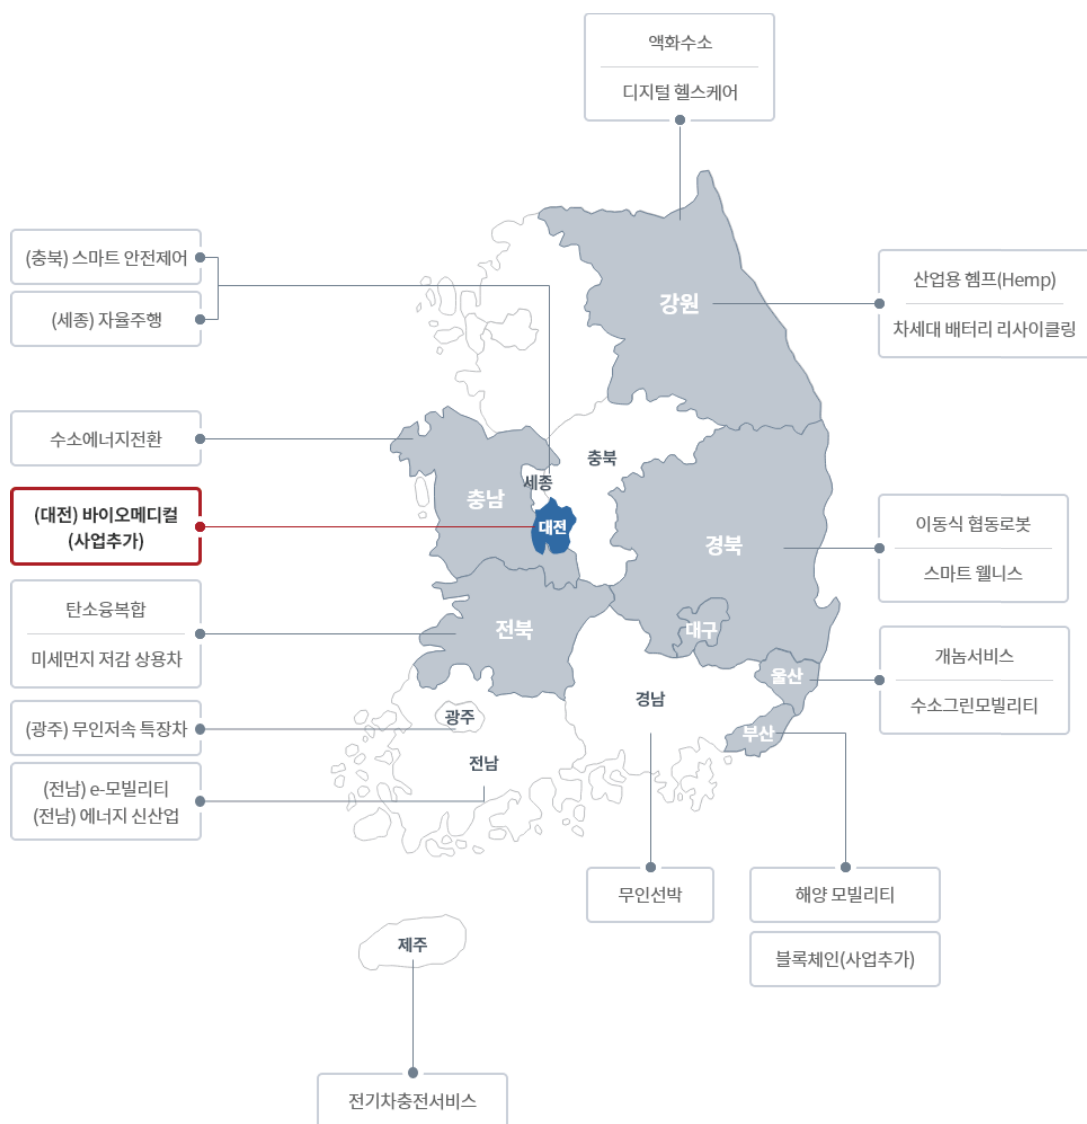 액화수소
디지털 헬스케어
(충북) 스마트 안전제어
(세종) 자율주행
강원
산업용 헴프(Hemp)
차세대 배터리 리사이클링
수소에너지전환
충북
세종
충남
(대전) 바이오메디컬
(사업추가)
대전
경북
이동식 협동로봇
스마트 웰니스
탄소융복합
미세먼지 저감 상용차
전북
대구
울산
개놈서비스
수소그린모빌리티
경남
부산
(광주) 무인저속 특장차
광주
전남
(전남) e-모빌리티
(전남) 에너지 신산업
무인선박
해양 모빌리티
블록체인(사업추가)
제주
전기차충전서비스